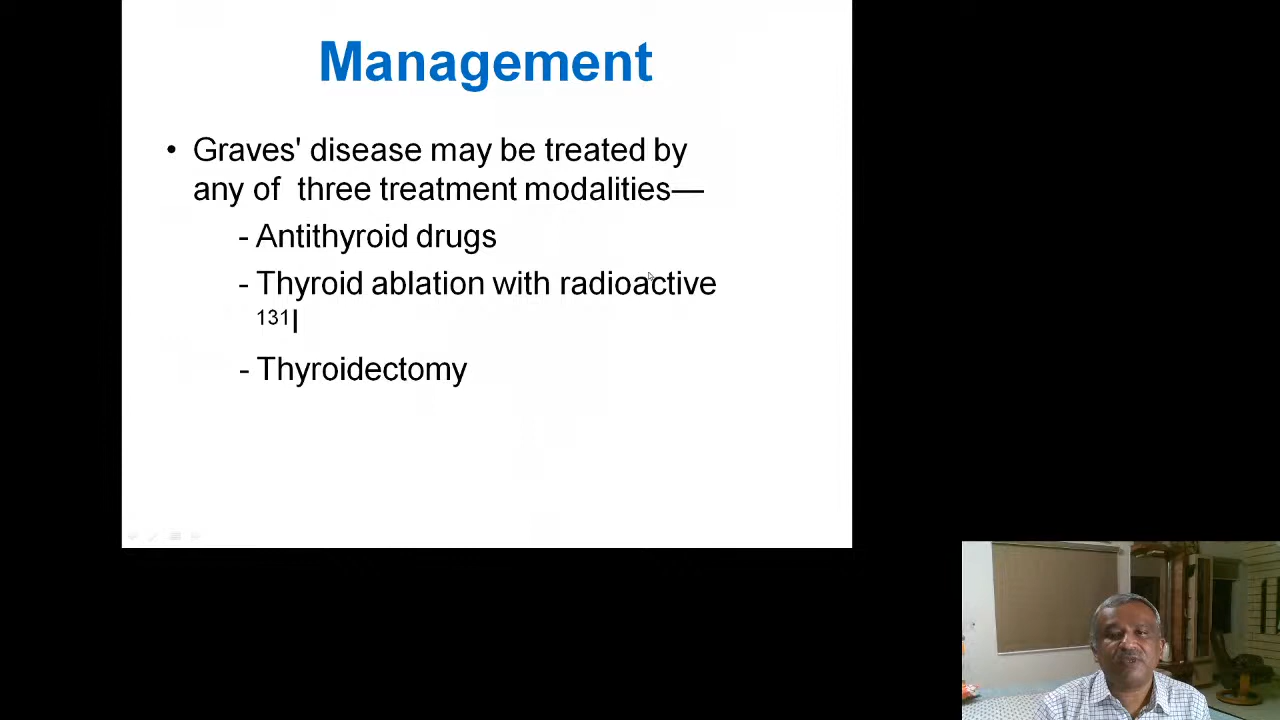 Management
• Graves' disease may be treated by
any of  three treatment modalities—
- Antithyroid drugs
- Thyroid ablation with radioactive
¹³¹I
- Thyroidectomy